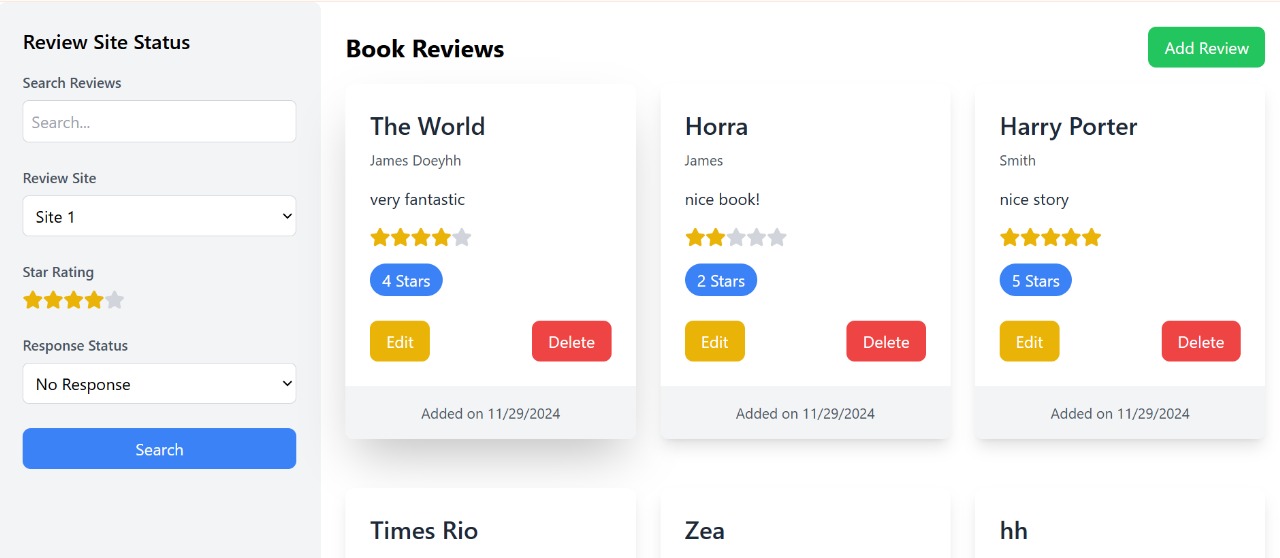 Review Site Status
Search Reviews
Search...
Review Site
Site 1
Star Rating
Response Status
No Response
Search
Book Reviews
Add Review
The World
James Doeyhh
very fantastic
4 Stars
Edit
Delete
Added on 11/29/2024
Horra
James
nice book!
2 Stars
Edit
Delete
Added on 11/29/2024
Harry Porter
Smith
nice story
5 Stars
Edit
Delete
Added on 11/29/2024
Times Rio
Zea
hh